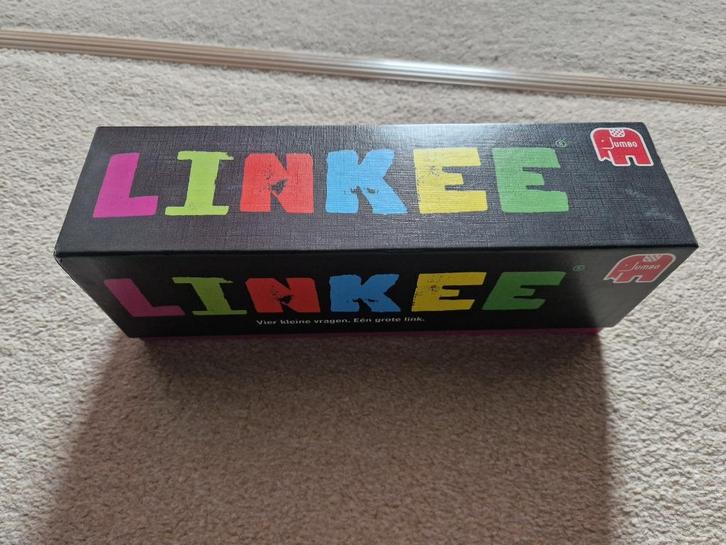 LINKEE®
JUMBO
LINKEE®
JUMBO
Vier kleine vragen. Eén grote link.